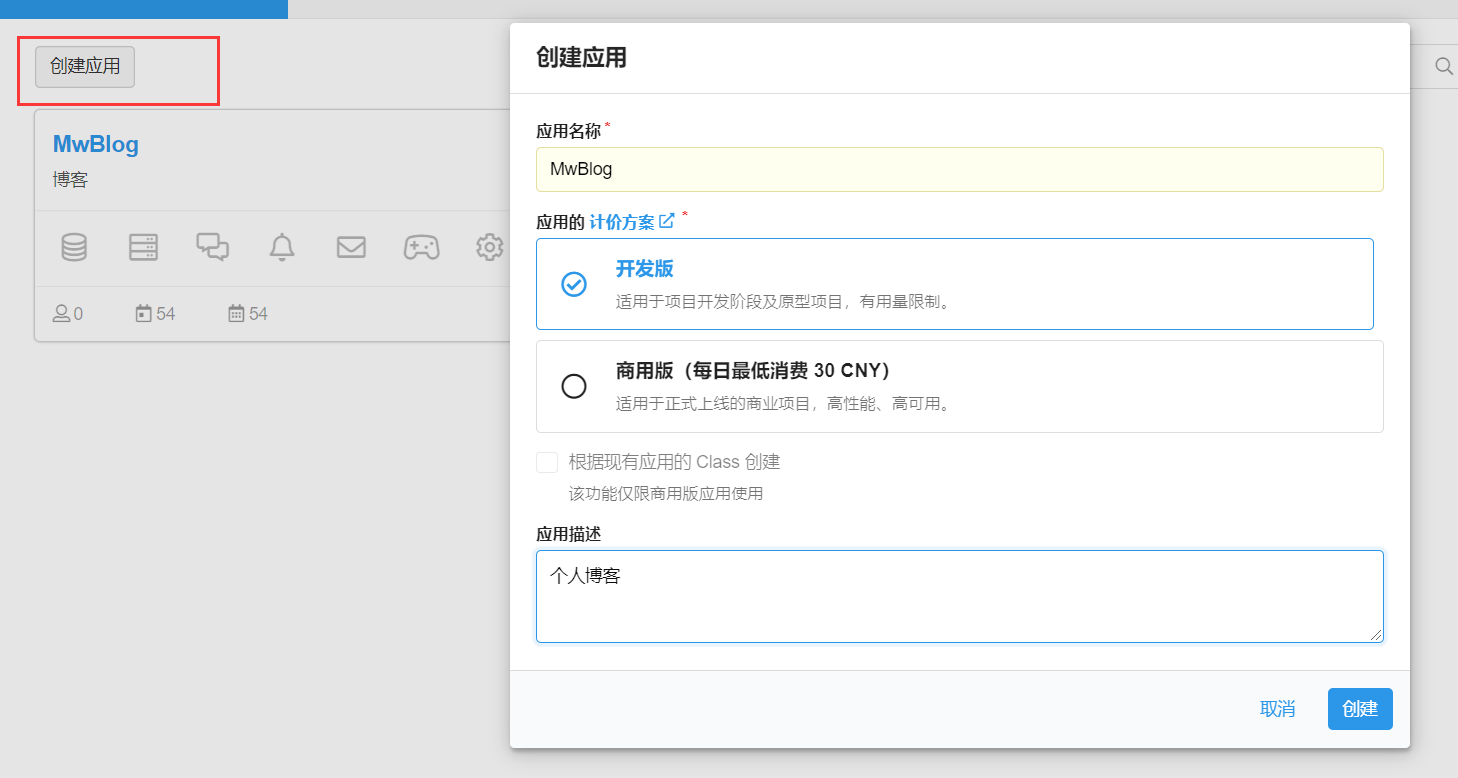 创建应用
MwBlog
博客
0
54
54
创建应用
应用名称*
MwBlog
应用的 计价方案 *
开发版
适用于项目开发阶段及原型项目，有用量限制。
商用版（每日最低消费 30 CNY）
适用于正式上线的商业项目，高性能、高可用。
根据现有应用的 Class 创建
该功能仅限商用版应用使用
应用描述
个人博客
取消
创建